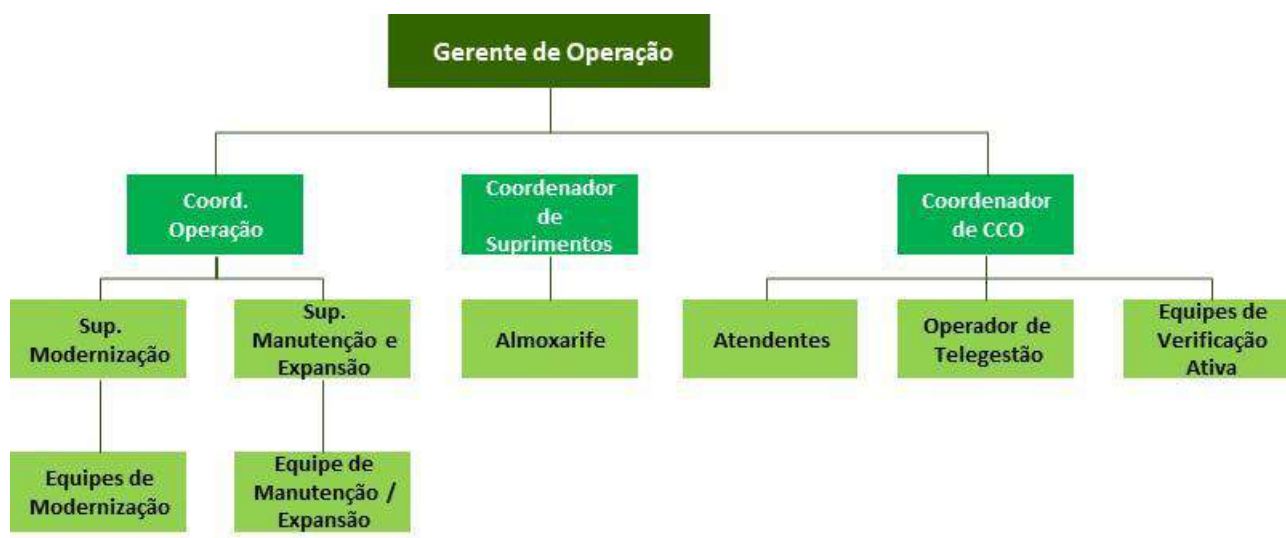 Gerente de Operação
Coord.
Operação
Coordenador
de
Suprimentos
Coordenador
de CCO
Sup.
Modernização
Sup.
Manutenção e
Expansão
Almoxarife
Atendentes
Operador de
Telegestão
Equipes de
Verificação
Ativa
Equipes de
Modernização
Equipe de
Manutenção /
Expansão